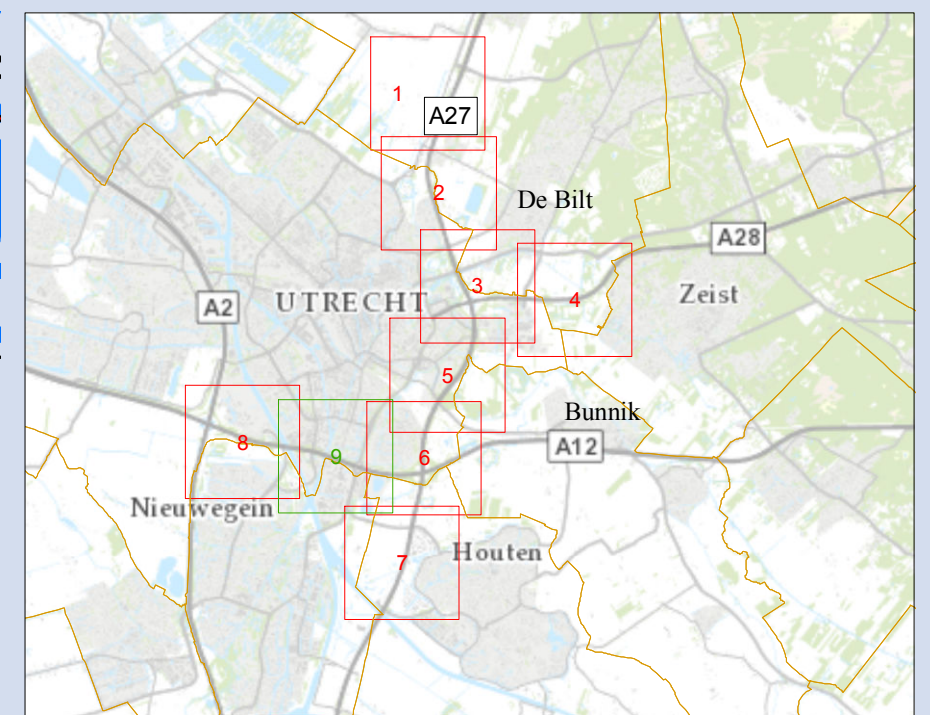 1
A27
2
De Bilt
A28
3
4
Zeist
A2
UTRECHT
5
Bunnik
8
9
6
A12
Nieuwegein
Houten
7